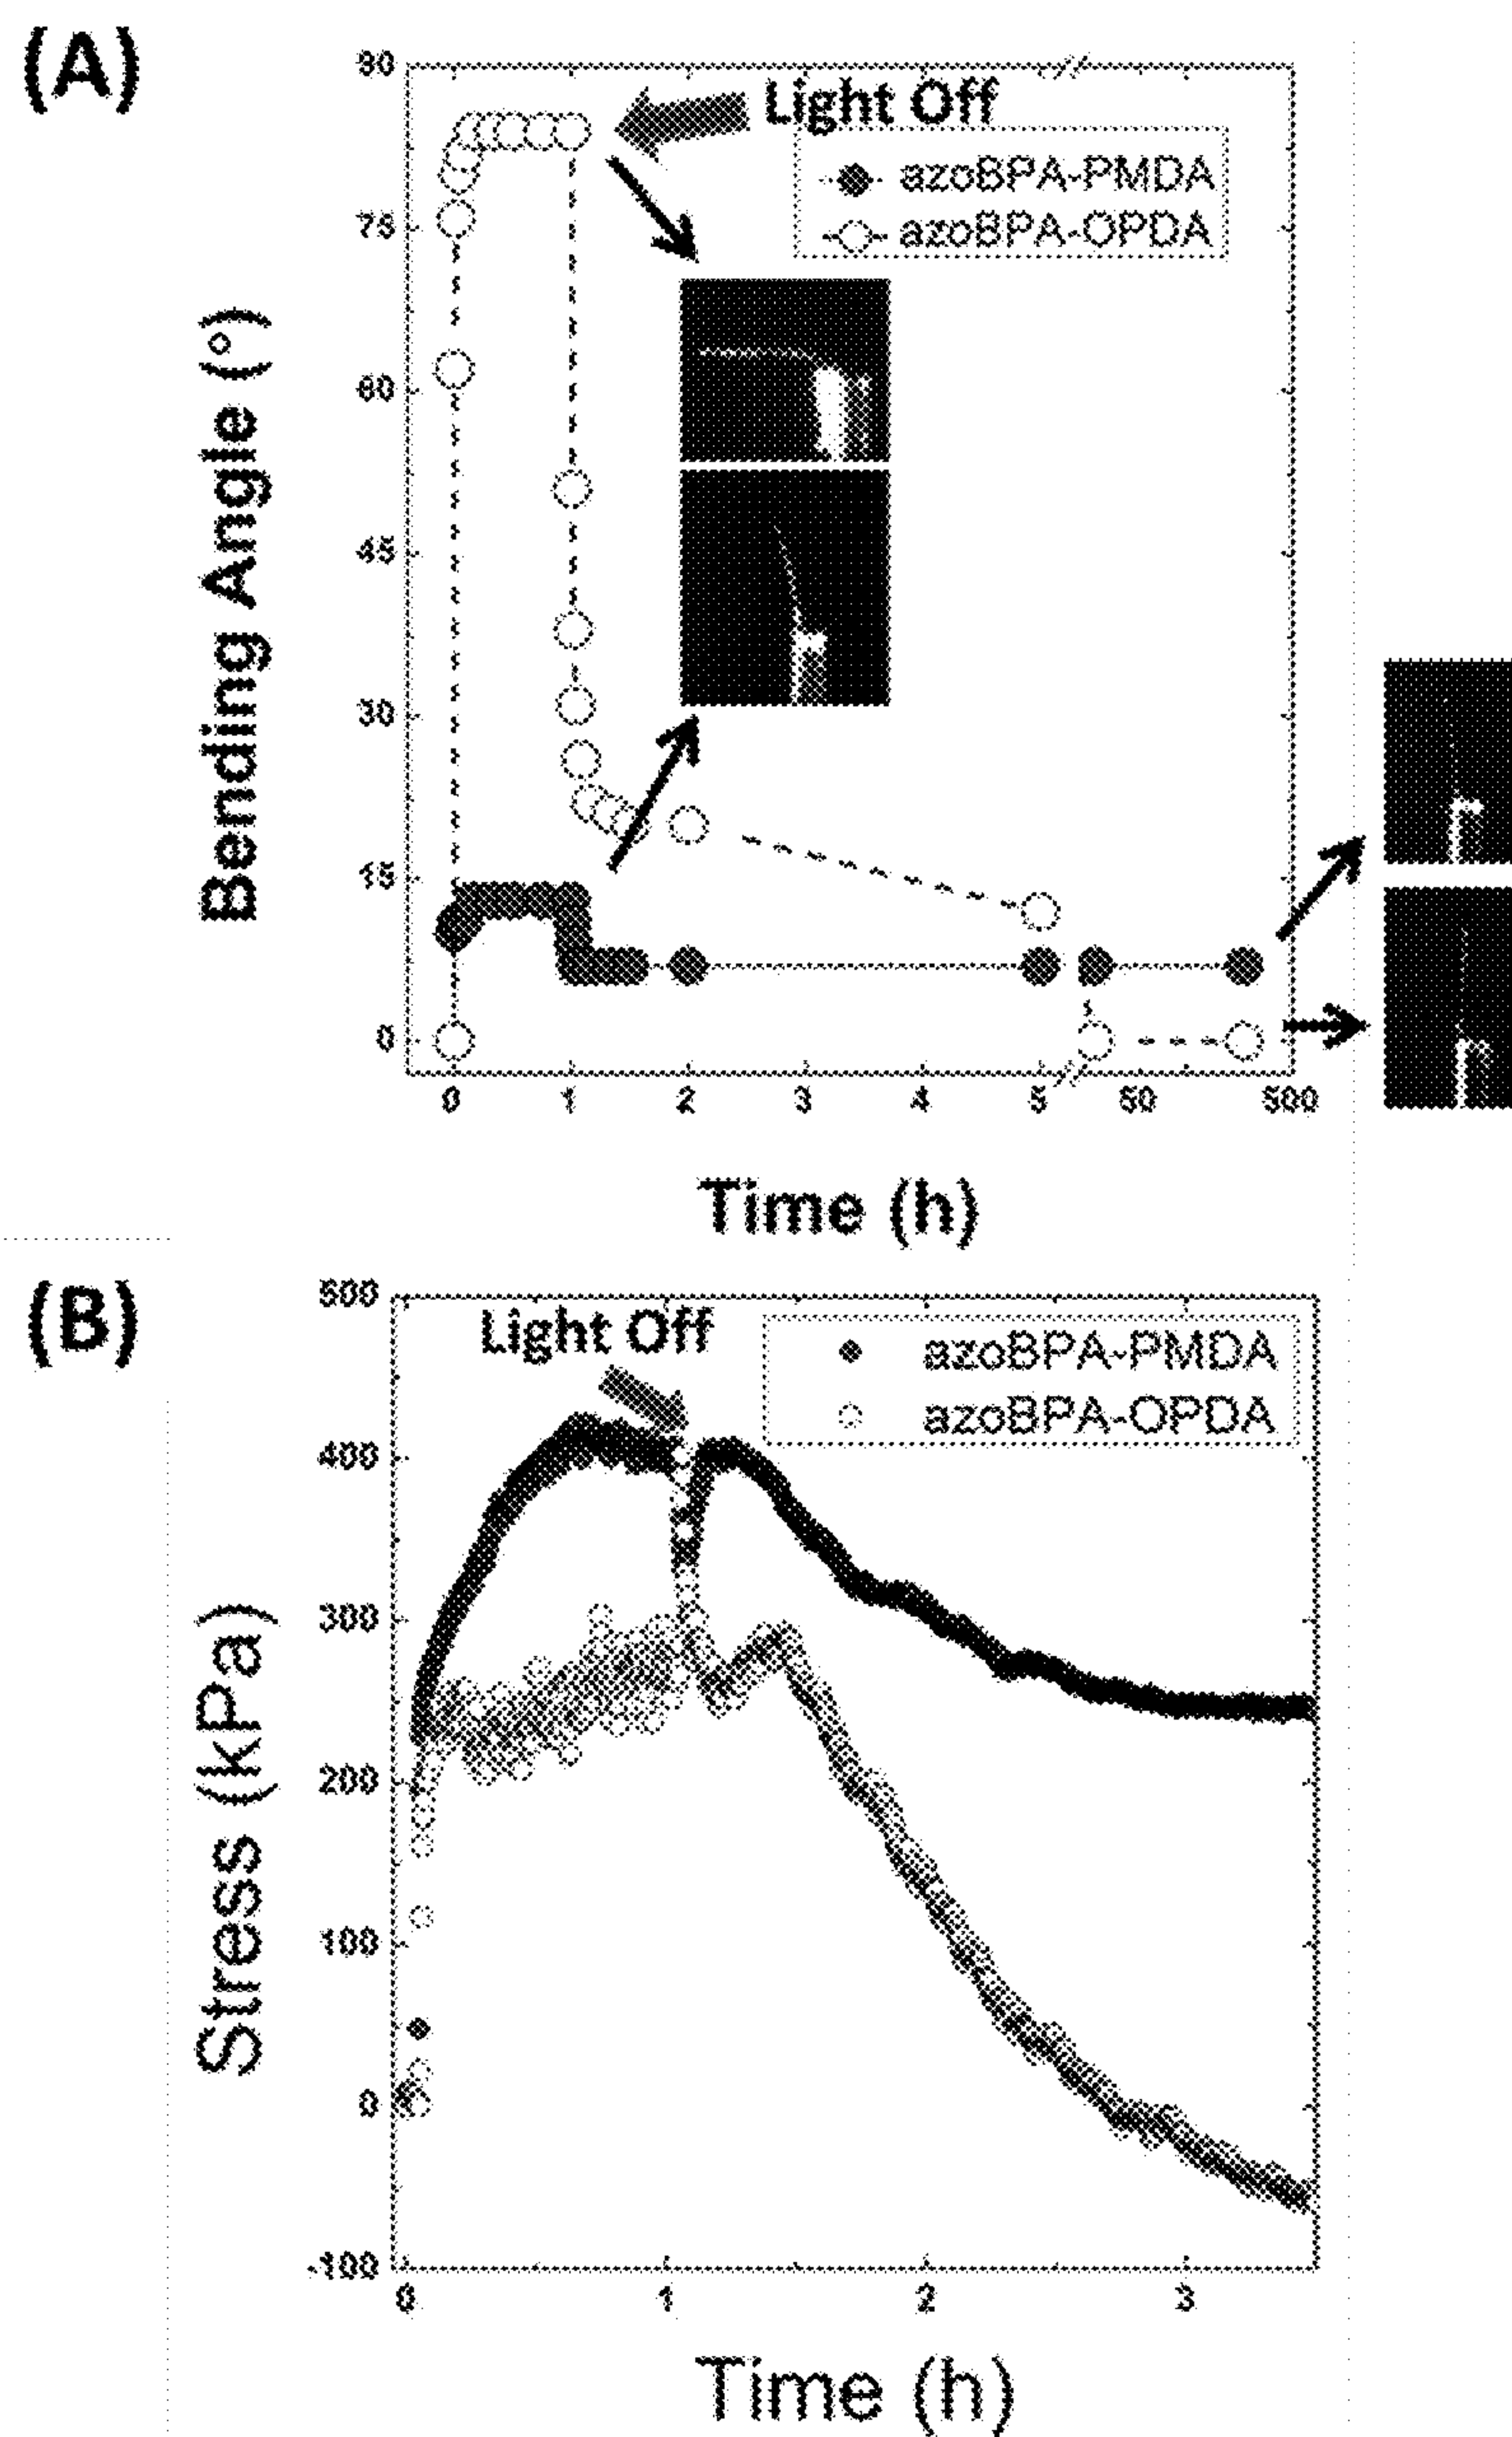 (A)
90
Light Off
azoBPA-PMDA
azoBPA-OPDA
75
60
45
30
15
0
Bending Angle (°)
0 1 2 3 4 5 50 500
Time (h)
(B)
500
Light Off
azoBPA-PMDA
azoBPA-OPDA
400
300
200
100
0
-100
Stress (kPa)
0 1 2 3
Time (h)